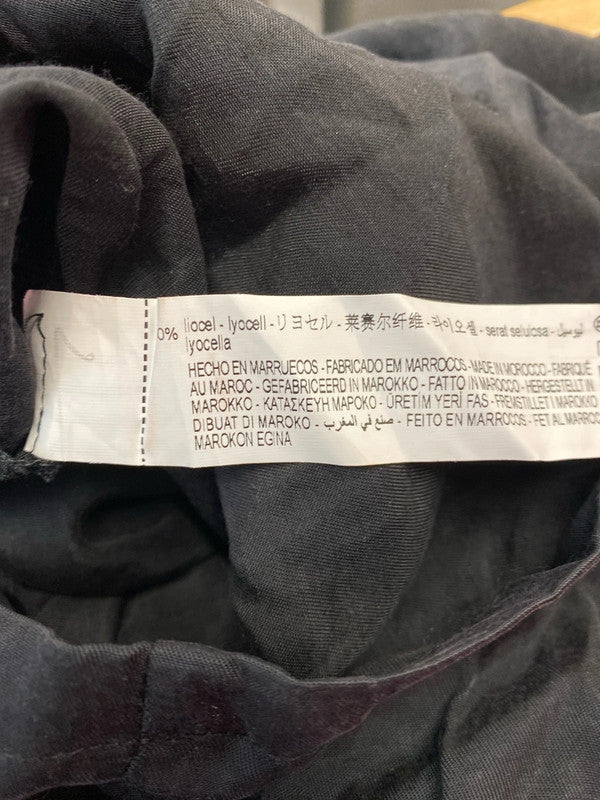 0% liocel - lyocell - リヨセル - 莱赛尔纤维 - 라이오셀 - serat selulosa - ليوسيل -
lyocella
HECHO EN MARRUECOS - FABRICADO EM MARROCOS - MADE IN MOROCCO - FABRIQUÉ
AU MAROC - GEFABRICEERD IN MAROKKO - FATTO IN MAROCCO - HERGESTELLT IN
MAROKKO - ΚΑΤΑΣΚΕΥΗ ΜΑΡΟΚΟ - ÜRETİM YERİ FAS - FREMSTILLET I MAROKKO
DIBUAT DI MAROKO - صنع في المغرب - FEITO EN MARROCOS - FET AL MARROC
MAROKON EGINA